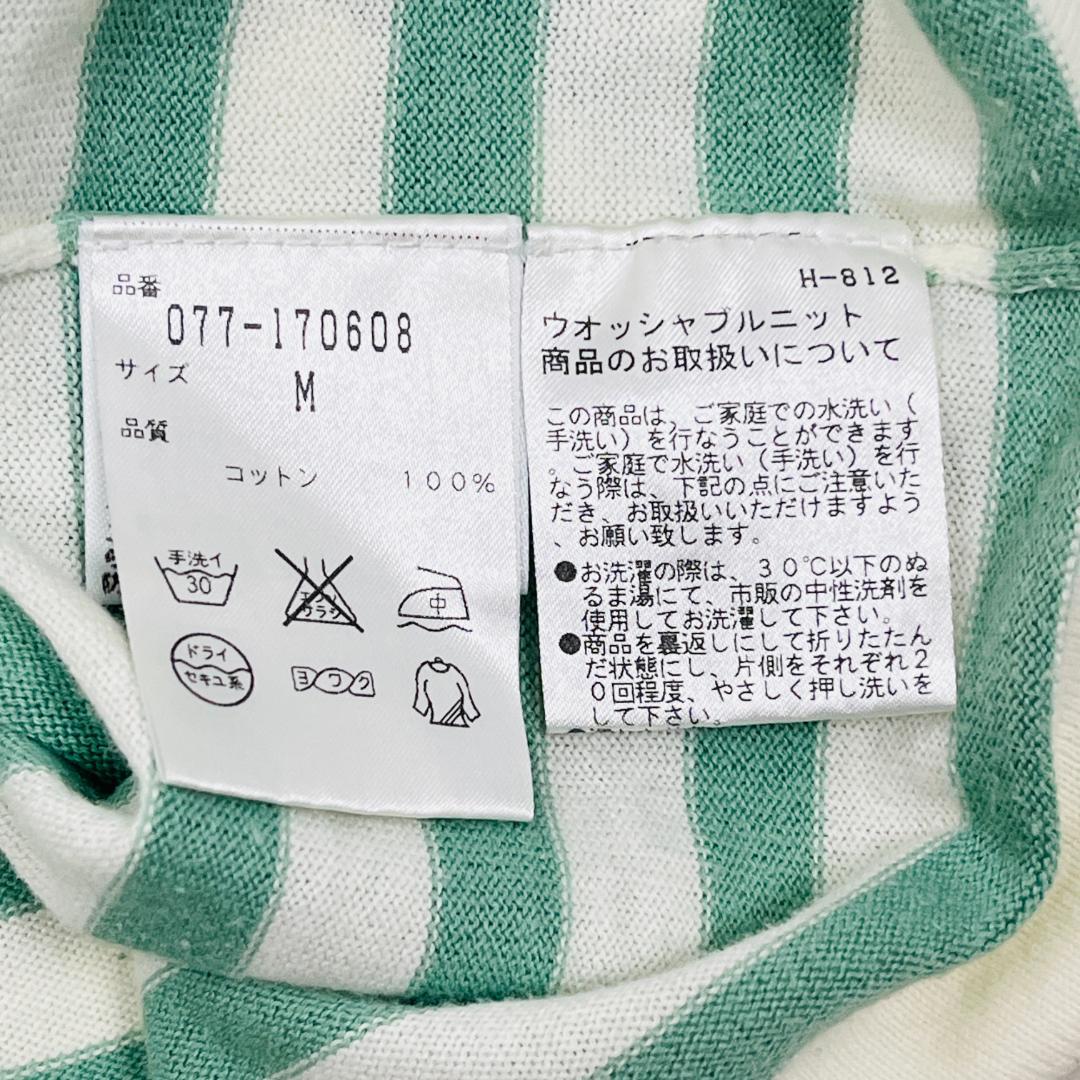 品番
077-170608
サイズ
M
品質
コットン 100%
手洗イ
30
エンソ
サラシ
中
ドライ
セキユ系
ヨワク
H-812
ウオッシャブルニット
商品のお取扱いについて
この商品は、ご家庭での水洗い(
手洗い)を行なうことができます
。ご家庭で水洗い(手洗い)を行
なう際は、下記の点にご注意いた
だき、お取扱いいただけますよう
、お願い致します。
●お洗濯の際は、30℃以下のぬ
るま湯にて、市販の中性洗剤を
使用してお洗濯して下さい。
●商品を裏返しにして折りたたん
だ状態にし、片側をそれぞれ2
0回程度、やさしく押し洗いを
して下さい。